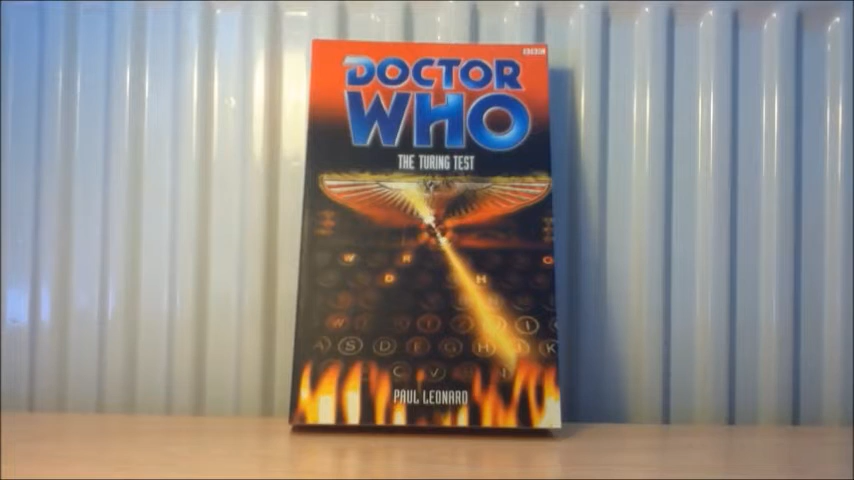 BBC
DOCTOR
WHO
THE TURING TEST
W R O
D H
W
I
A S D F G H J K
C V N
PAUL LEONARD